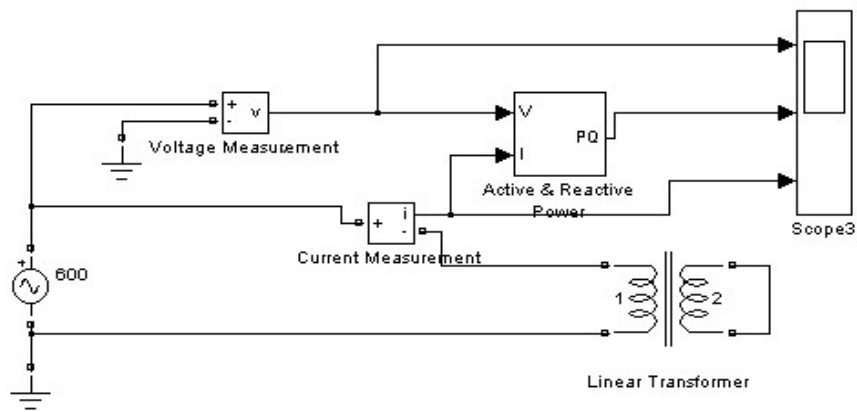 +
-
v
Voltage Measurement
V
I
PQ
Active & Reactive
Power
+
i
-
Current Measurement
Scope3
+
600
1
2
Linear Transformer